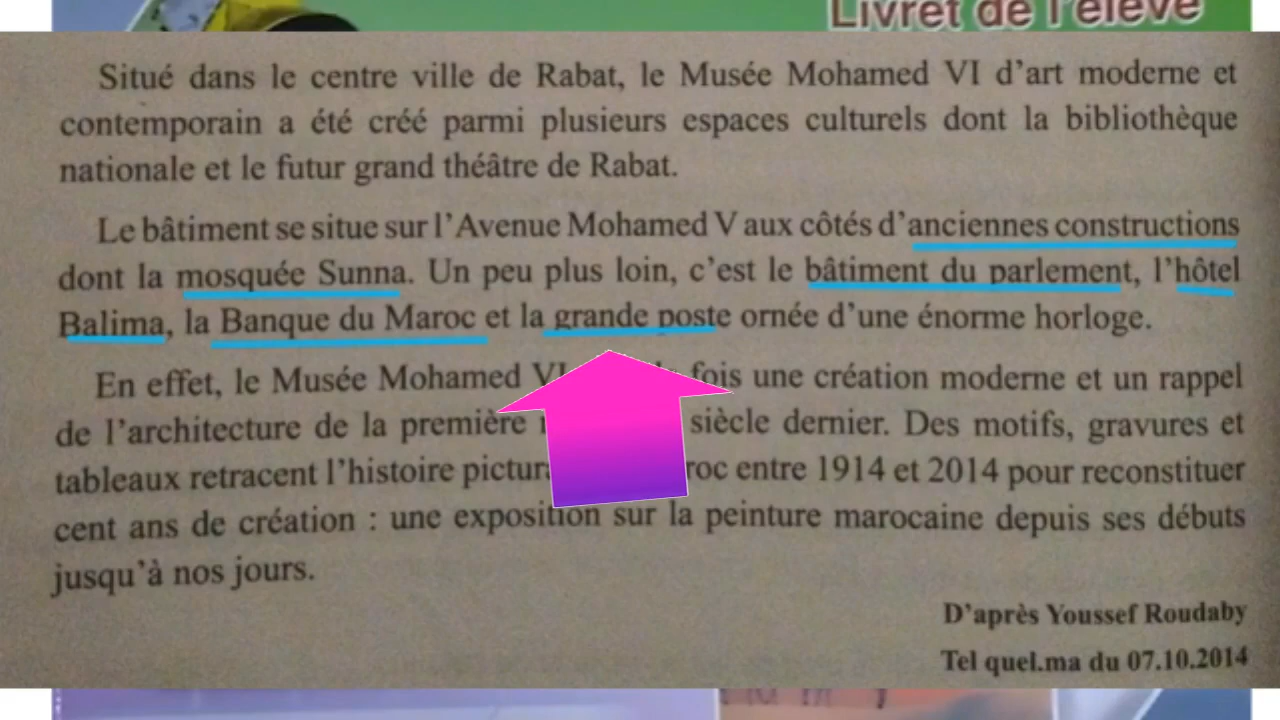 Livret de l'élève
Situé dans le centre ville de Rabat, le Musée Mohamed VI d'art moderne et
contemporain a été créé parmi plusieurs espaces culturels dont la bibliothèque
nationale et le futur grand théâtre de Rabat.
Le bâtiment se situe sur l'Avenue Mohamed V aux côtés d'anciennes constructions
dont la mosquée Sunna. Un peu plus loin, c'est le bâtiment du parlement, l'hôtel
Balima, la Banque du Maroc et la grande poste ornée d'une énorme horloge.
En effet, le Musée Mohamed VI fois une création moderne et un rappel
de l'architecture de la première siècle dernier. Des motifs, gravures et
tableaux retracent l'histoire entre 1914 et 2014 pour reconstituer
cent ans de création : une exposition sur la peinture marocaine depuis ses débuts
jusqu'à nos jours.
D'après Youssef Roudaby
Tel quel.ma du 07.10.2014